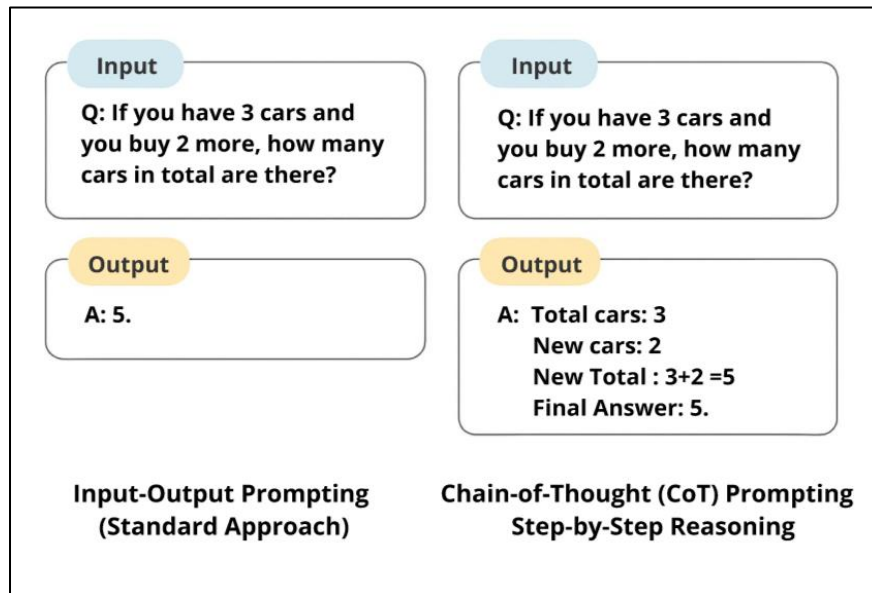 Input
Q: If you have 3 cars and
you buy 2 more, how many
cars in total are there?
Output
A: 5.
Input-Output Prompting
(Standard Approach)
Input
Q: If you have 3 cars and
you buy 2 more, how many
cars in total are there?
Output
A: Total cars: 3
New cars: 2
New Total : 3+2 =5
Final Answer: 5.
Chain-of-Thought (CoT) Prompting
Step-by-Step Reasoning